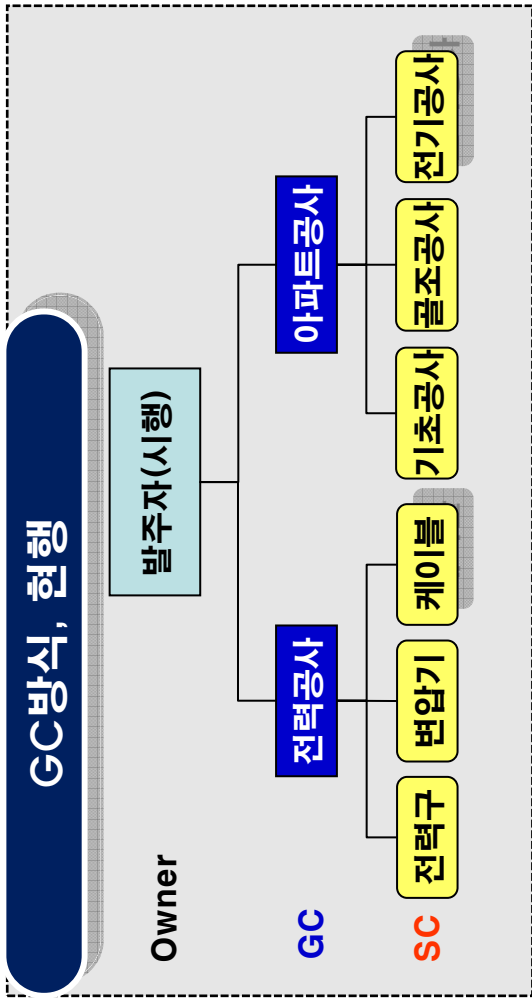 GC방식, 현행
Owner
발주자(시행)
GC
전력공사
아파트공사
SC
전력구
변압기
케이블
기초공사
골조공사
전기공사